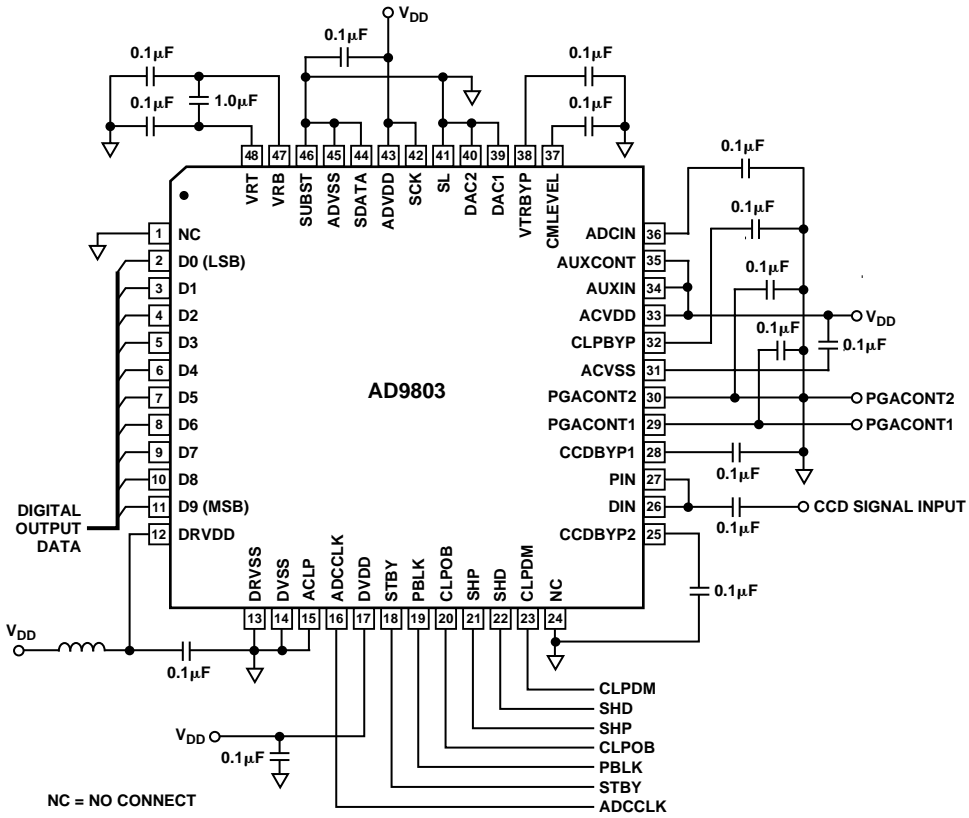 VDD
0.1µF
0.1µF
0.1µF
1.0µF
0.1µF
0.1µF
48 47 46 45 44 43 42 41 40 39 38 37
VRT VRB SUBST ADVSS SDATA ADVDD SCK SL DAC2 DAC1 VTRBYP CMLEVEL
1 NC
2 D0 (LSB)
3 D1
4 D2
5 D3
6 D4
7 D5
8 D6
9 D7
10 D8
11 D9 (MSB)
12 DRVDD
DIGITAL
OUTPUT
DATA
AD9803
ADCIN 36
AUXCONT 35
AUXIN 34
ACVDD 33
CLPBYP 32
ACVSS 31
PGACONT2 30
PGACONT1 29
CCDBYP1 28
PIN 27
DIN 26
CCDBYP2 25
0.1µF
0.1µF
0.1µF
0.1µF
VDD
0.1µF
PGACONT2
PGACONT1
0.1µF
CCD SIGNAL INPUT
0.1µF
0.1µF
DRVSS DVSS ACLP ADCCLK DVDD STBY PBLK CLPOB SHP SHD CLPDM NC
13 14 15 16 17 18 19 20 21 22 23 24
VDD
0.1µF
VDD
0.1µF
CLPDM
SHD
SHP
CLPOB
PBLK
STBY
ADCCLK
NC = NO CONNECT